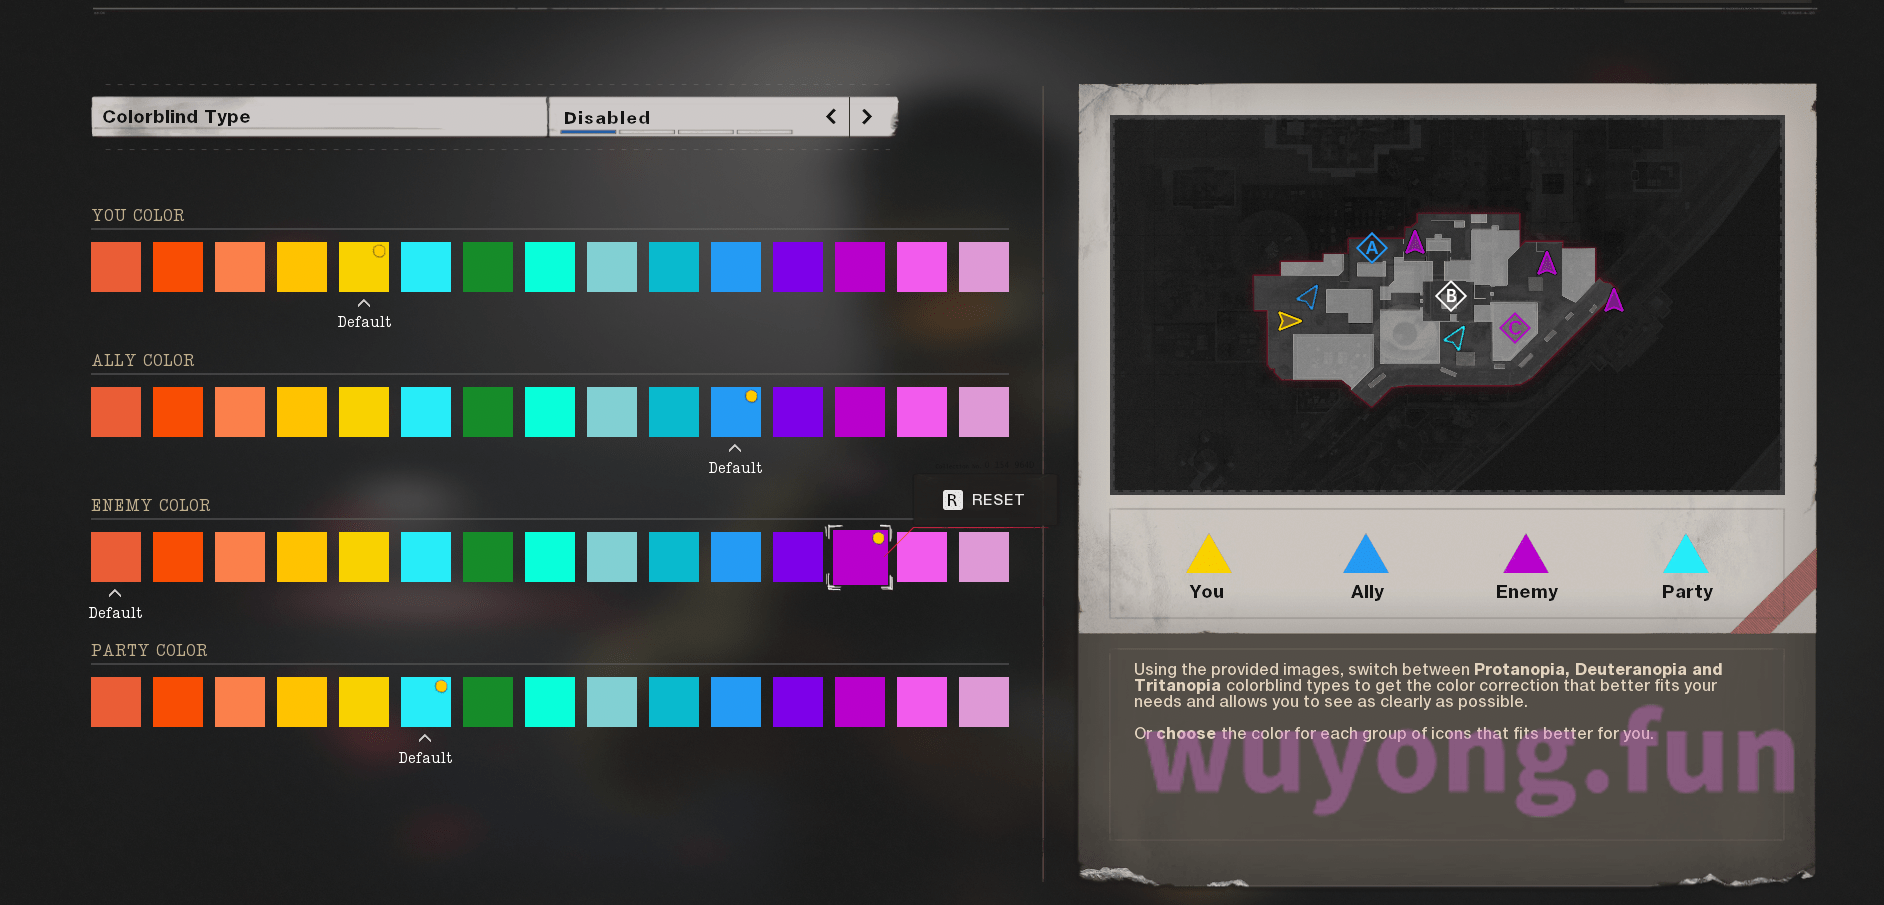 Colorblind Type
Disabled
YOU COLOR
Default
ALLY COLOR
Default
R RESET
ENEMY COLOR
Default
PARTY COLOR
Default
A
B
C
You
Ally
Enemy
Party
Using the provided images, switch between Protanopia, Deuteranopia and
Tritanopia colorblind types to get the color correction that better fits your
needs and allows you to see as clearly as possible.
Or choose the color for each group of icons that fits better for you.
wuyong.fun